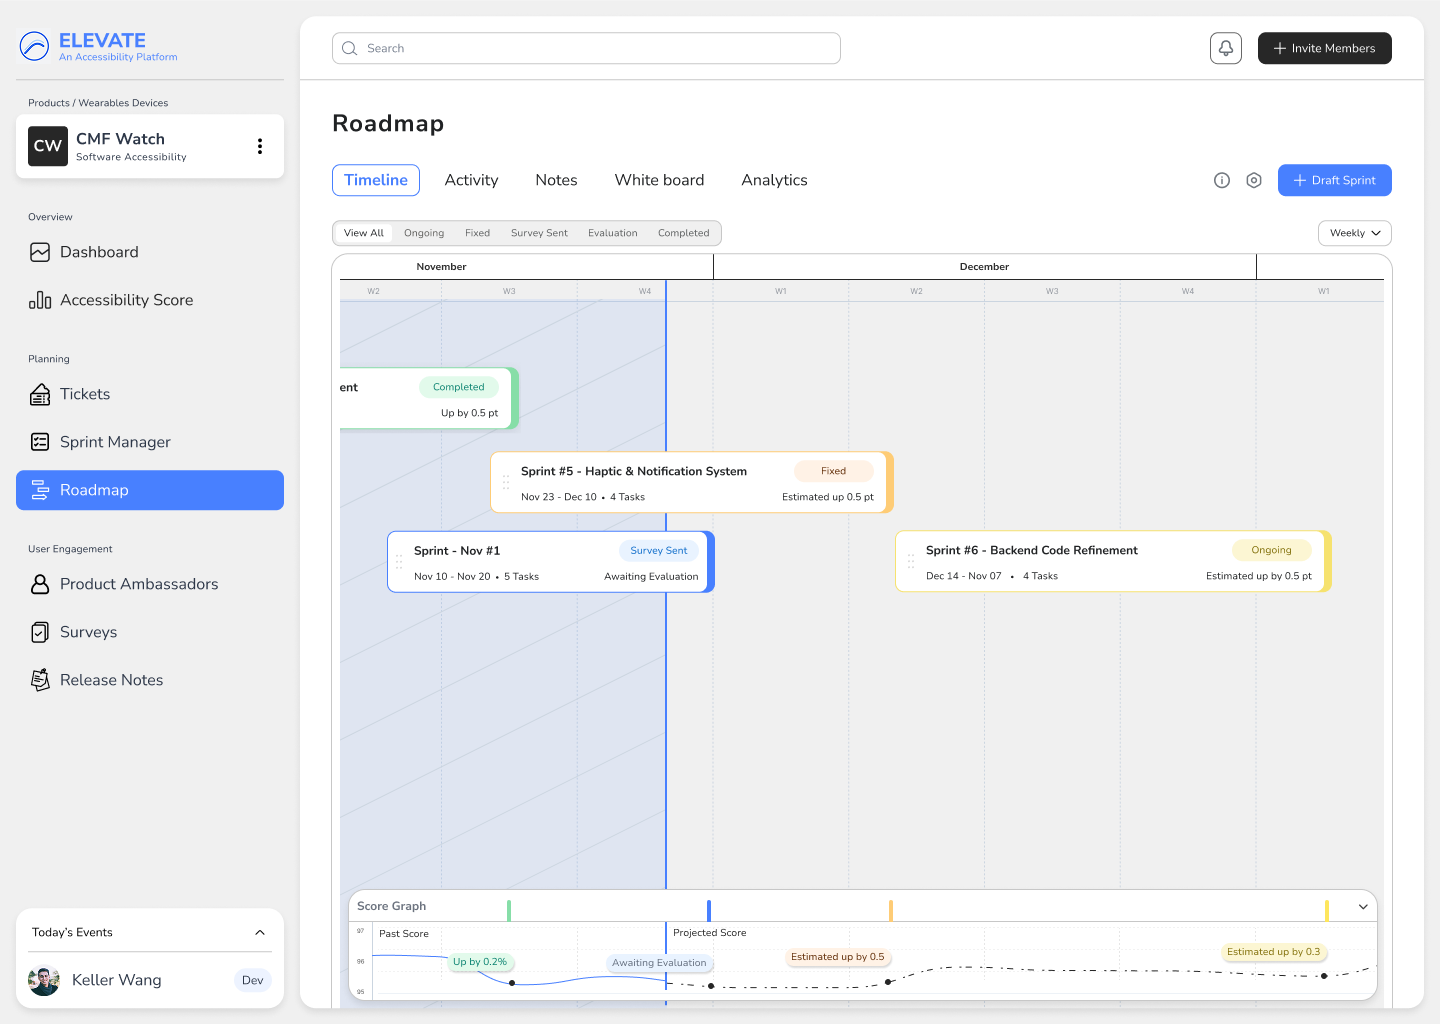 ELEVATE
An Accessibility Platform
Products / Wearables Devices
CW
CMF Watch
Software Accessibility
Overview
Dashboard
Accessibility Score
Planning
Tickets
Sprint Manager
Roadmap
User Engagement
Product Ambassadors
Surveys
Release Notes
Today's Events
Keller Wang
Dev
Search
Invite Members
Roadmap
Timeline
Activity
Notes
White board
Analytics
Draft Sprint
View All
Ongoing
Fixed
Survey Sent
Evaluation
Completed
Weekly
November
December
W2
W3
W4
W1
W2
W3
W4
W1
ent
Completed
Up by 0.5 pt
Sprint #5 - Haptic & Notification System
Fixed
Nov 23 - Dec 10 • 4 Tasks
Estimated up 0.5 pt
Sprint - Nov #1
Survey Sent
Nov 10 - Nov 20 • 5 Tasks
Awaiting Evaluation
Sprint #6 - Backend Code Refinement
Ongoing
Dec 14 - Nov 07 • 4 Tasks
Estimated up by 0.5 pt
Score Graph
97
96
95
Past Score
Projected Score
Up by 0.2%
Awaiting Evaluation
Estimated up by 0.5
Estimated up by 0.3